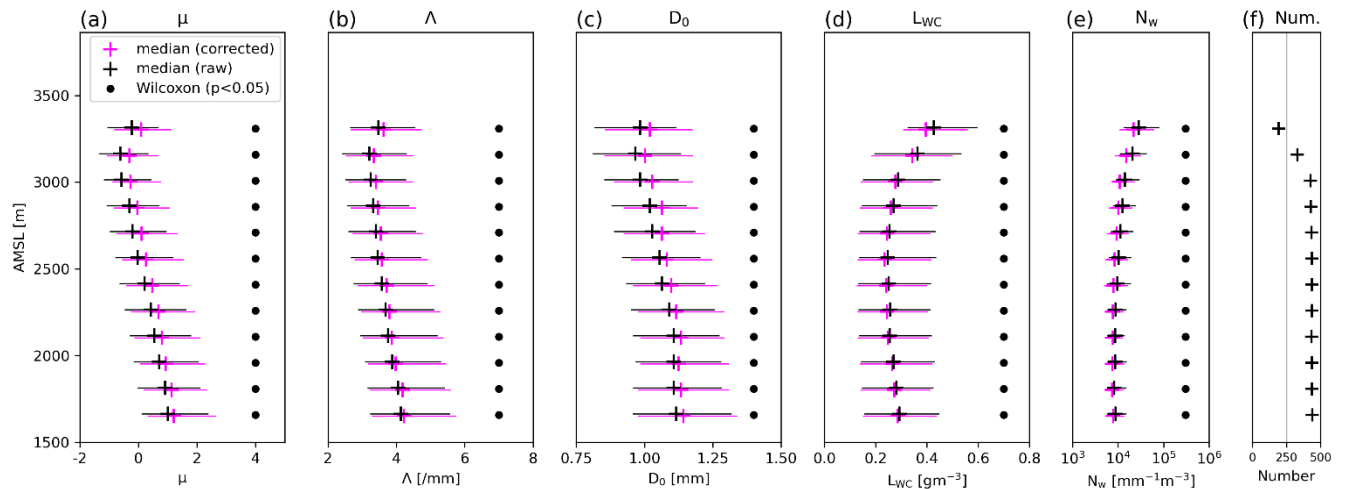 (a) μ
(b) Λ
(c) D₀
(d) L_WC
(e) N_w
(f) Num.
median (corrected)
median (raw)
Wilcoxon (p<0.05)
AMSL [m]
3500
3000
2500
2000
1500
−2 0 2 4
μ
2 4 6 8
Λ [/mm]
0.75 1.00 1.25 1.50
D₀ [mm]
0.0 0.2 0.4 0.6 0.8
L_WC [gm⁻³]
10³ 10⁴ 10⁵ 10⁶
N_w [mm⁻¹m⁻³]
0 250 500
Number